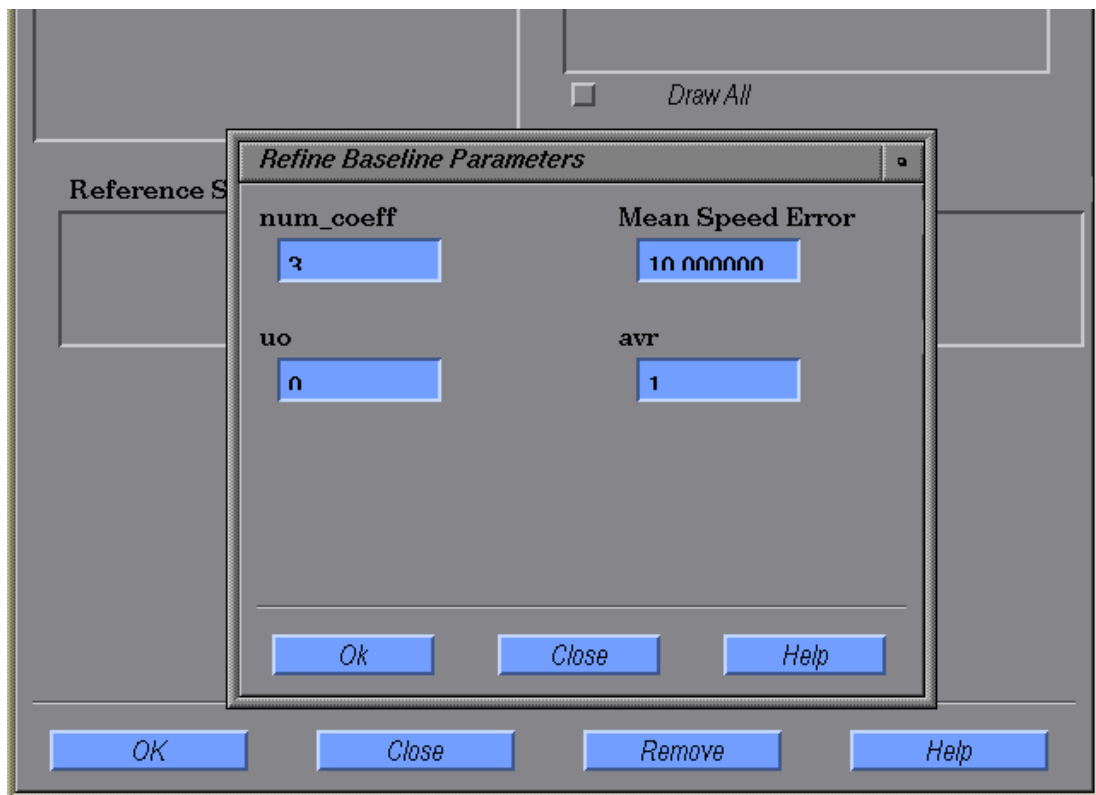 Draw All
Refine Baseline Parameters
Reference S
num_coeff
Mean Speed Error
3
10.000000
uo
avr
0
1
Ok
Close
Help
OK
Close
Remove
Help